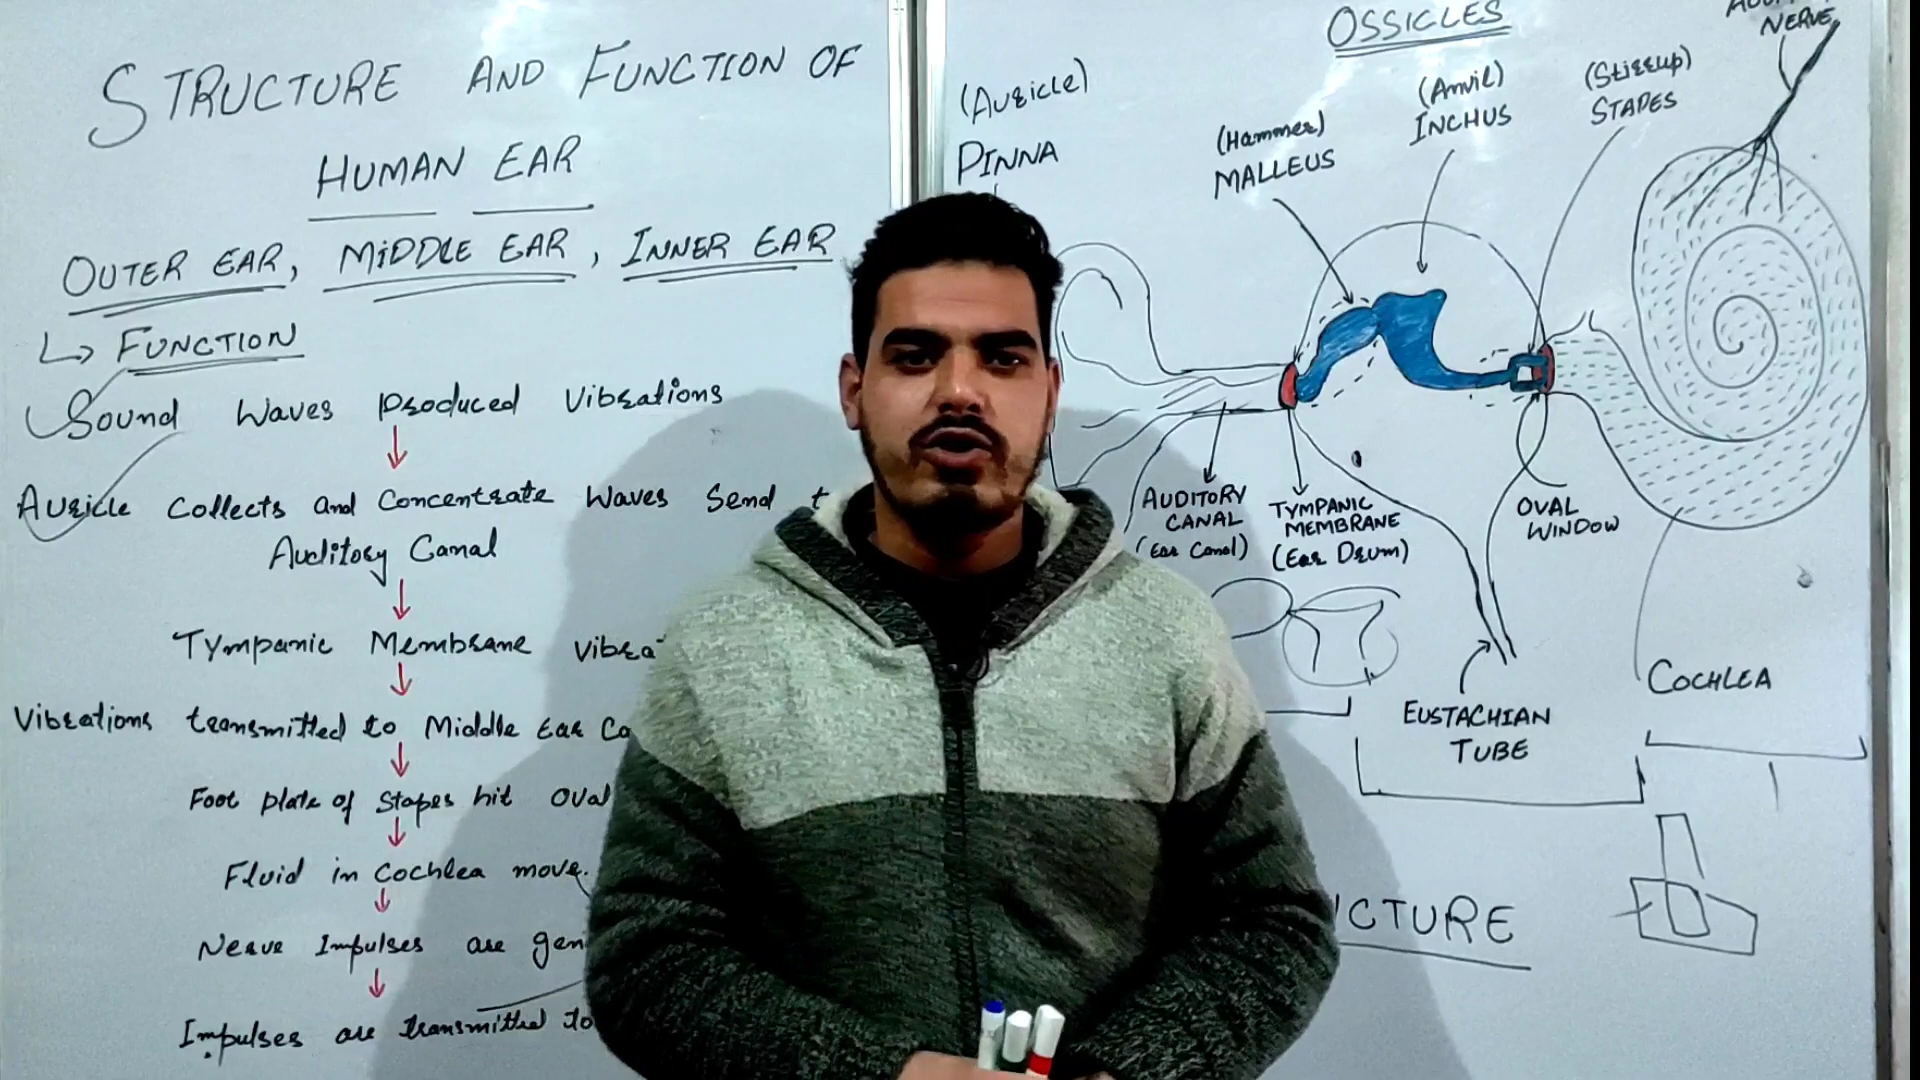 STRUCTURE AND FUNCTION OF
HUMAN EAR
OUTER EAR, MIDDLE EAR, INNER EAR
↳ FUNCTION
Sound Waves produced Vibrations
Auricle collects and concentrate waves send t
Auditory Canal
Tympanic Membrane vibra
Vibrations transmitted to Middle Ear Ca
Foot plate of stapes hit oval
Fluid in cochlea move.
Nerve Impulses are gen
Impulses are transmitted to
OSSICLES
NERVE
(Auricle)
PINNA
(Hammer)
MALLEUS
(Anvil)
INCHUS
(Stirrup)
STAPES
AUDITORY
CANAL
(Ear Canal)
TYMPANIC
MEMBRANE
(Ear Drum)
OVAL
WINDOW
EUSTACHIAN
TUBE
COCHLEA
CTURE